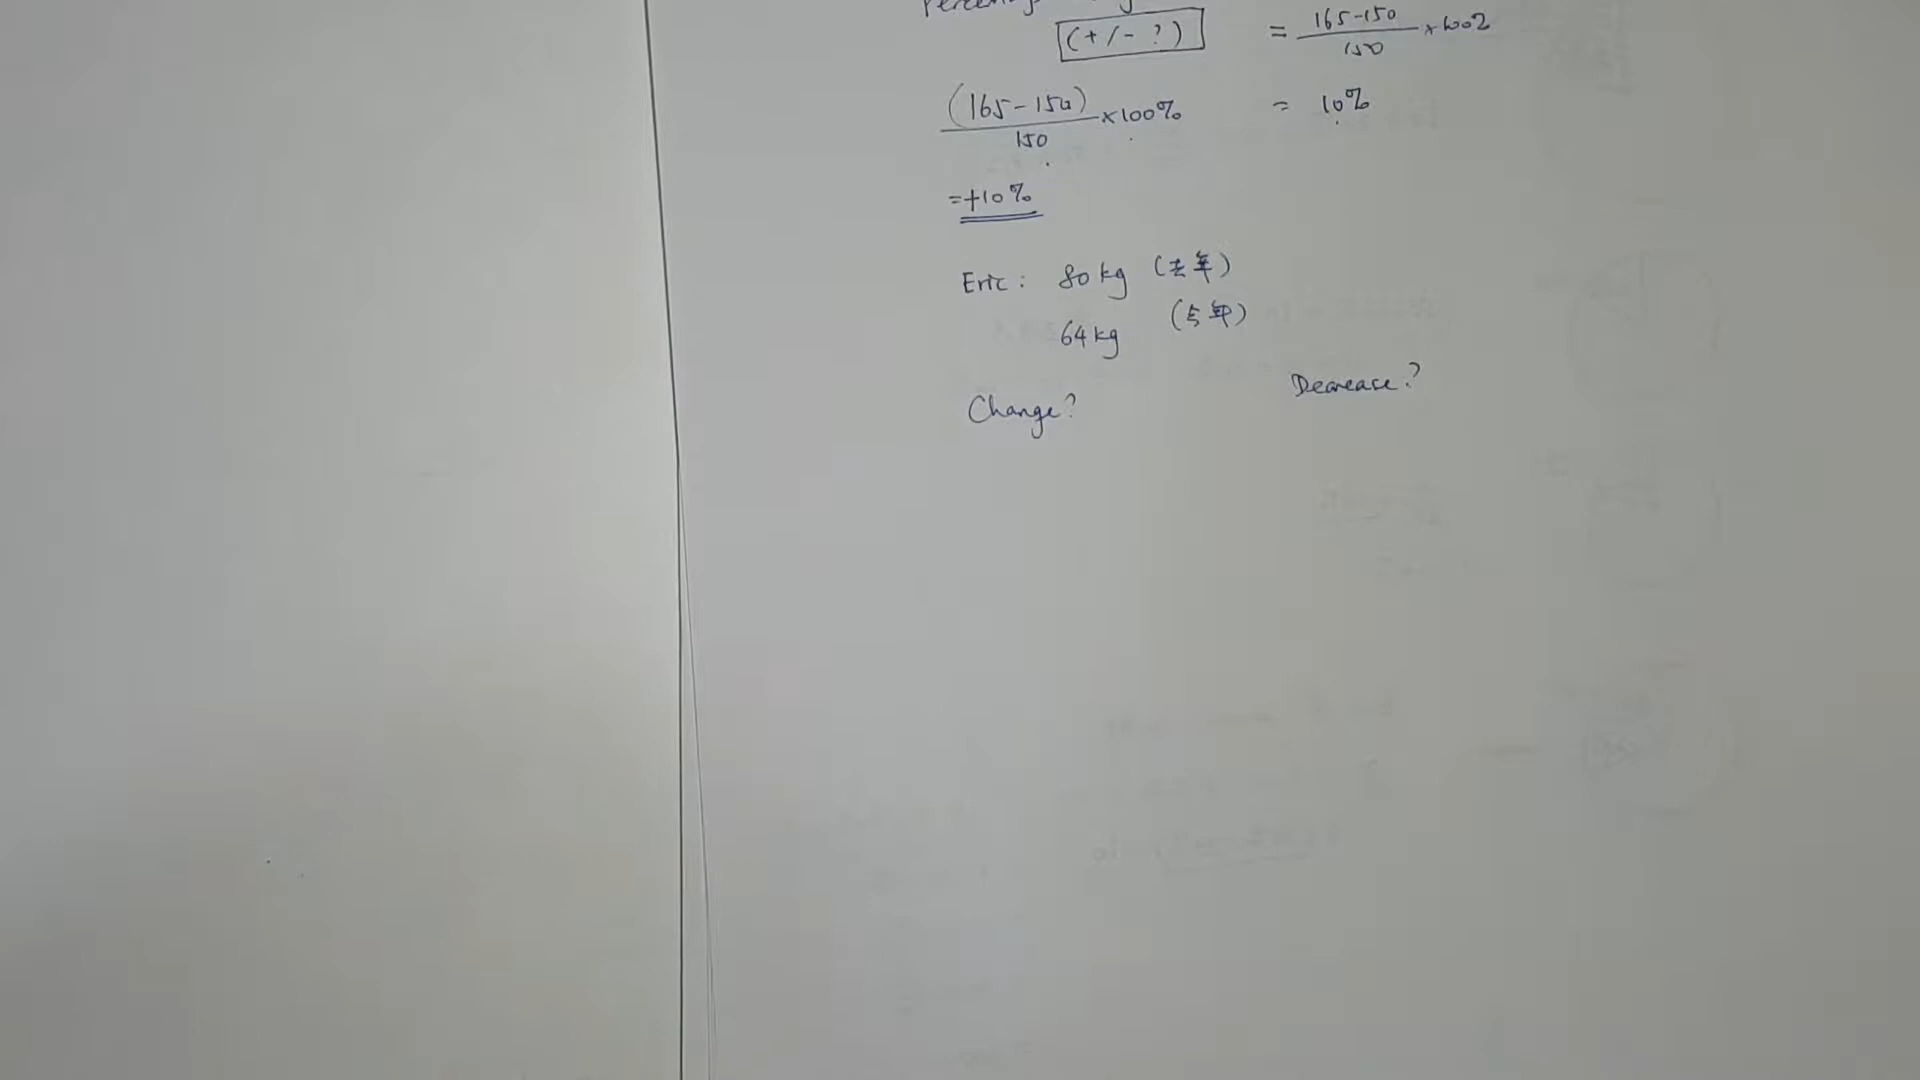 (+/- ?)
= (165-150)/150 × 100%
(165-150)/150 × 100%
= 10%
=+10%
Eric: 80kg (去年)
64kg (今年)
Change?
Decrease?